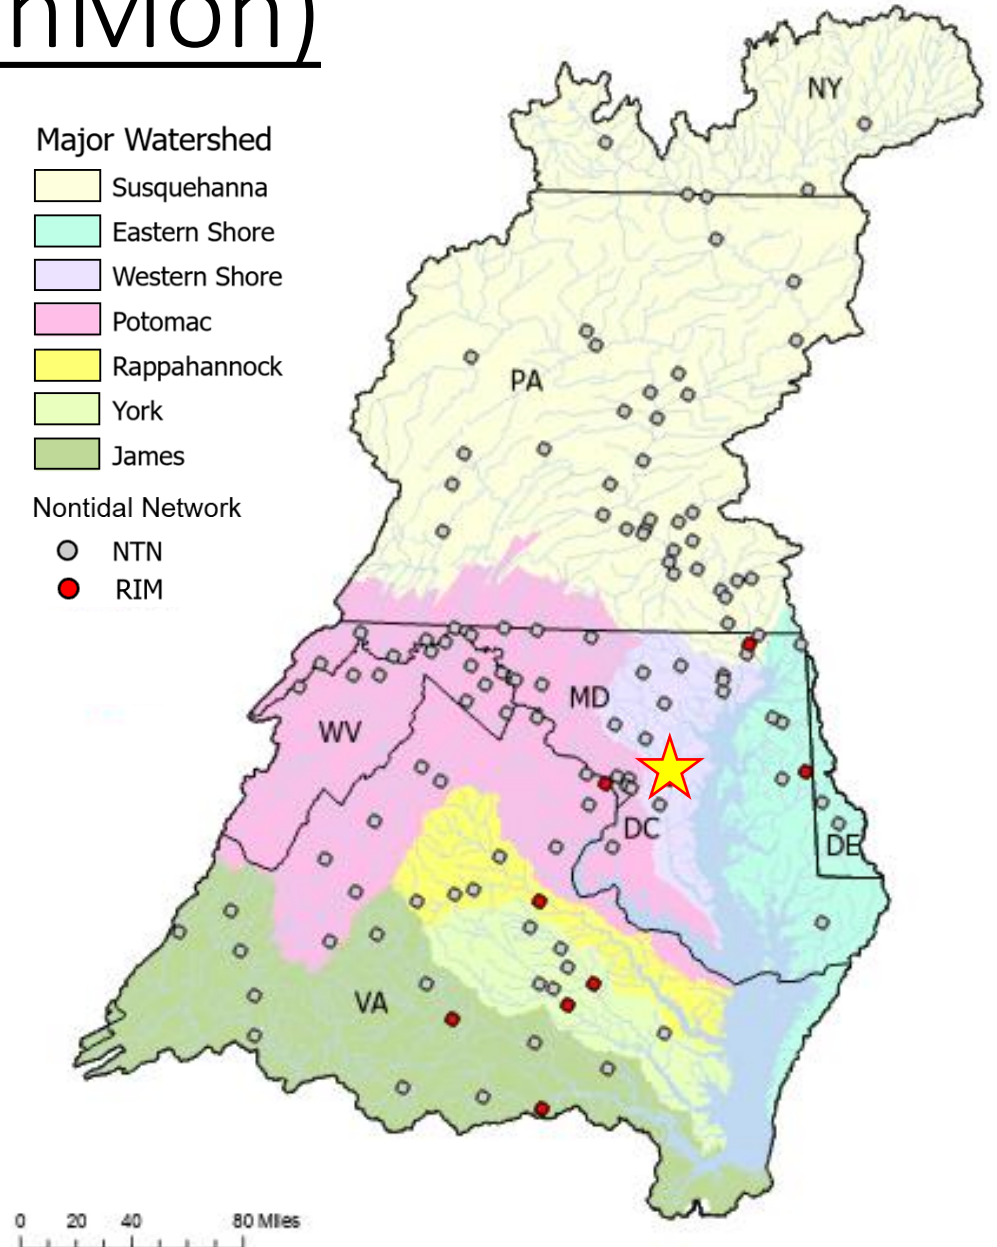 nMon)
Major Watershed
Susquehanna
Eastern Shore
Western Shore
Potomac
Rappahannock
York
James
Nontidal Network
NTN
RIM
NY
PA
MD
WV
DC
DE
VA
0 20 40 80 Miles